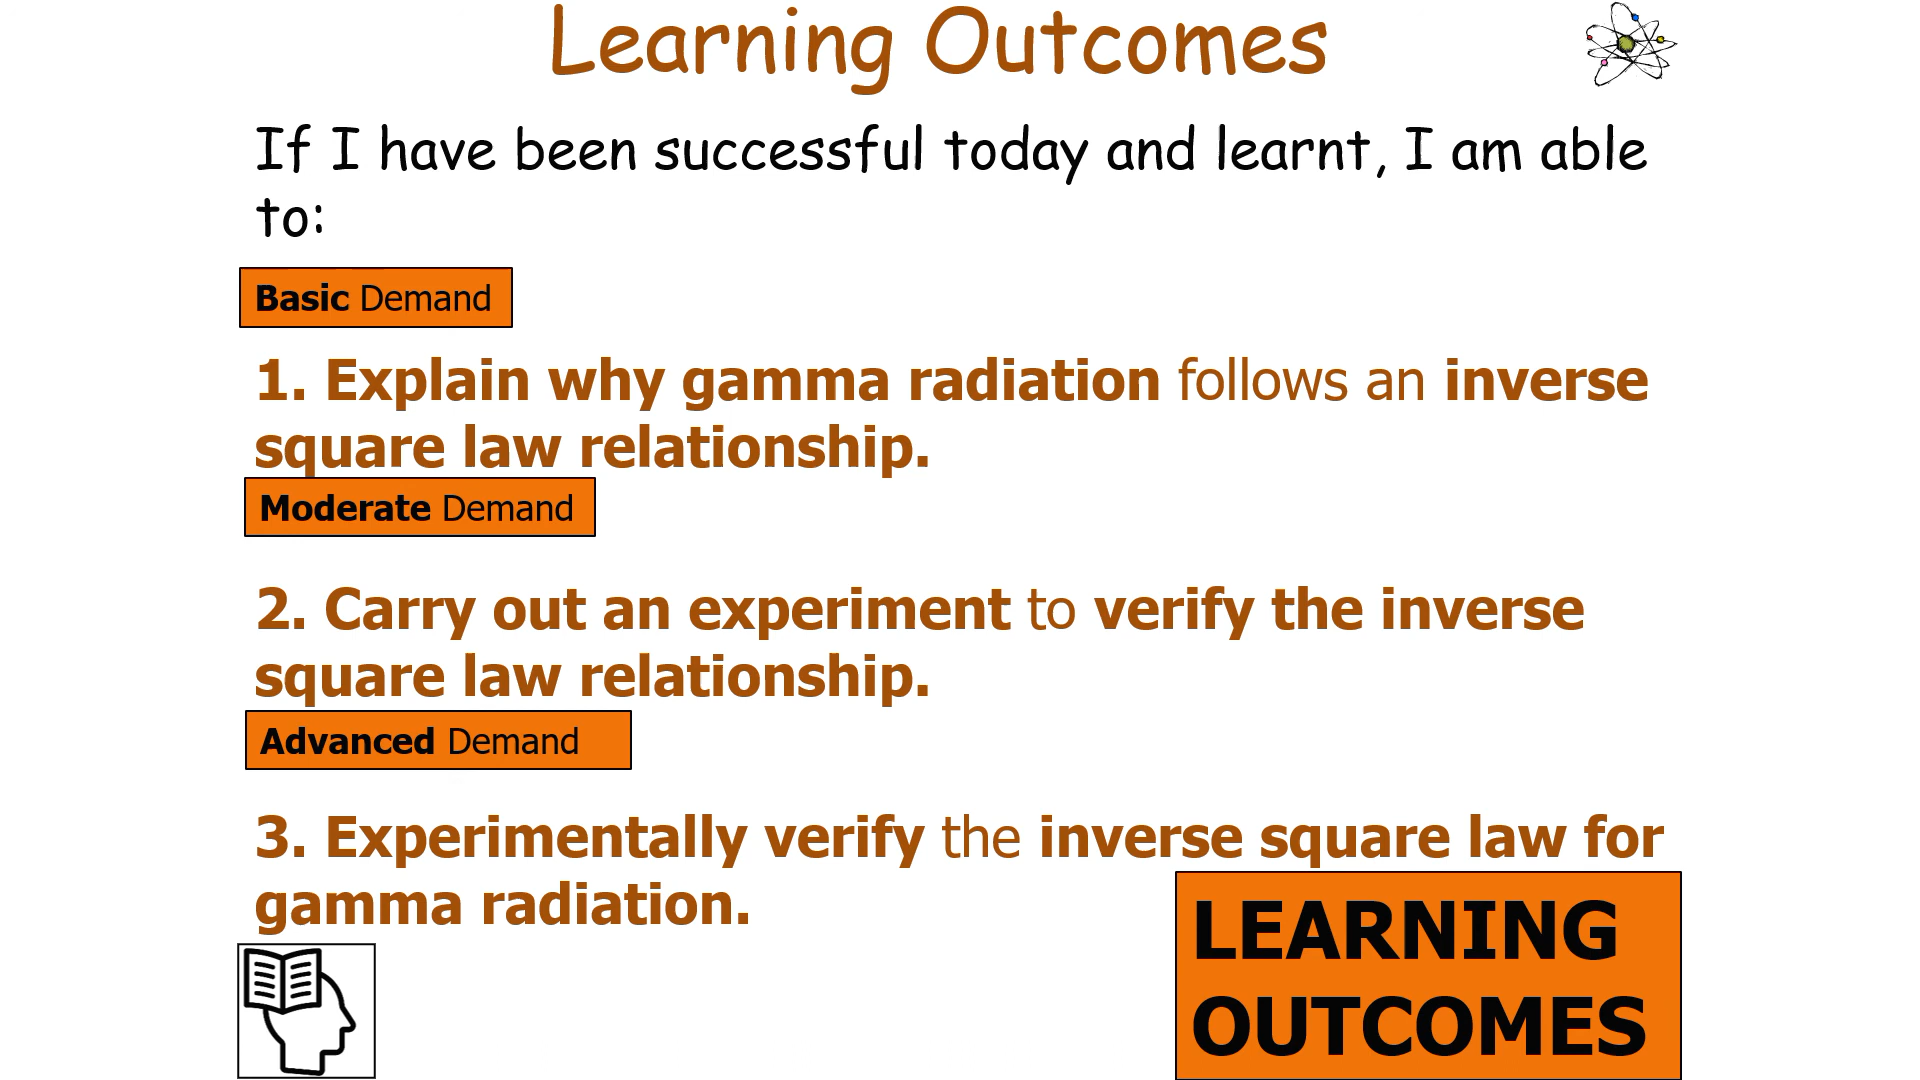 Learning Outcomes
If I have been successful today and learnt, I am able
to:
Basic Demand
1. Explain why gamma radiation follows an inverse
square law relationship.
Moderate Demand
2. Carry out an experiment to verify the inverse
square law relationship.
Advanced Demand
3. Experimentally verify the inverse square law for
gamma radiation.
LEARNING
OUTCOMES